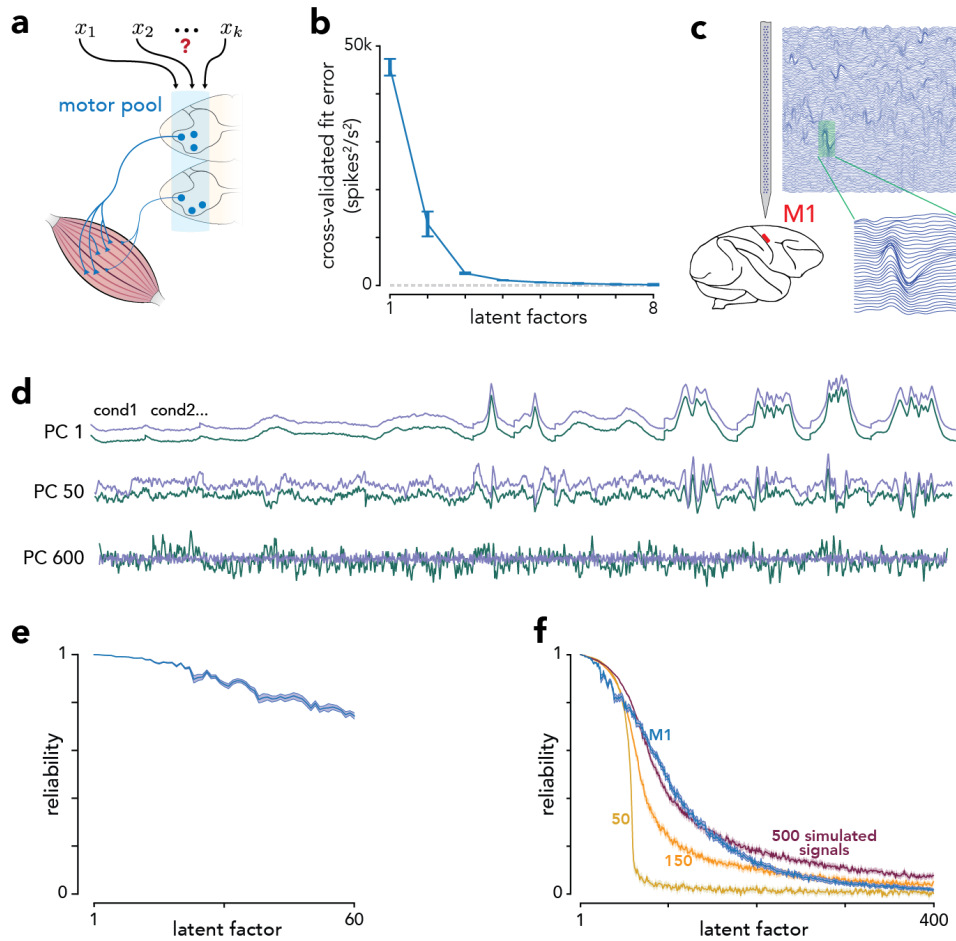 a
x1 x2 ... xk
?
motor pool
b
50k
cross-validated fit error
(spikes²/s²)
0
1 8
latent factors
c
M1
d
cond1 cond2...
PC 1
PC 50
PC 600
e
1
reliability
0
1 60
latent factor
f
1
reliability
M1
50
150
500 simulated
signals
0
1 400
latent factor